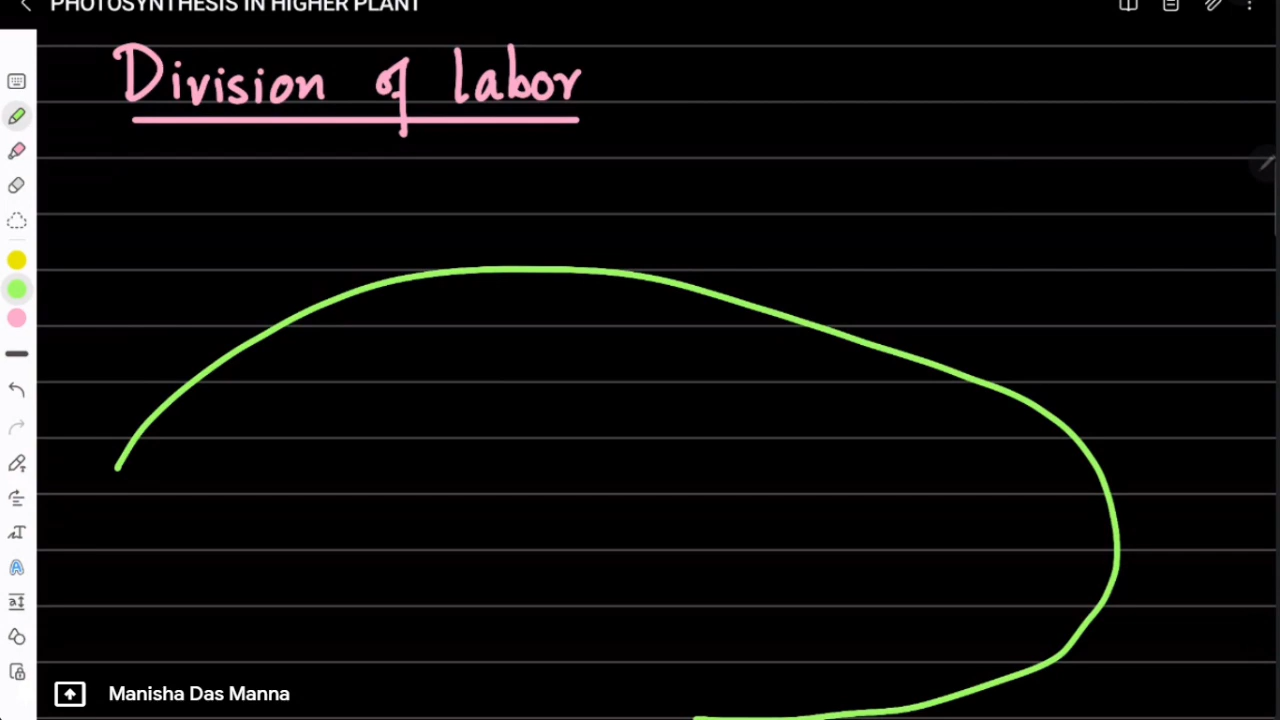 PHOTOSYNTHESIS IN HIGHER PLANT
Division of labor
Manisha Das Manna